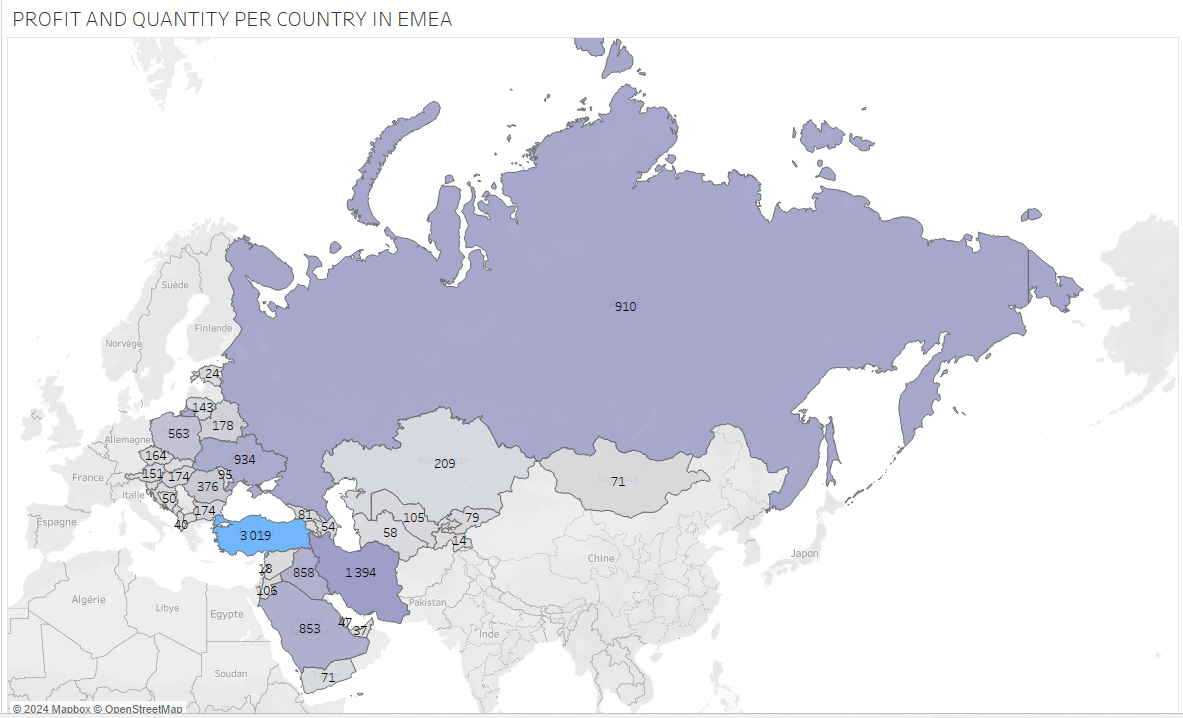 PROFIT AND QUANTITY PER COUNTRY IN EMEA
Suède
Finlande
Norvège
910
24
143
178
Allemagne
563
164
934
209
France
151
174
95
376
71
Italie
50
174
105
79
Espagne
40
81
54
58
3 019
14
Chine
Japon
18
858
1 394
106
Algérie
Libye
Egypte
Pakistan
853
47
37
Inde
Soudan
71
© 2024 Mapbox © OpenStreetMap